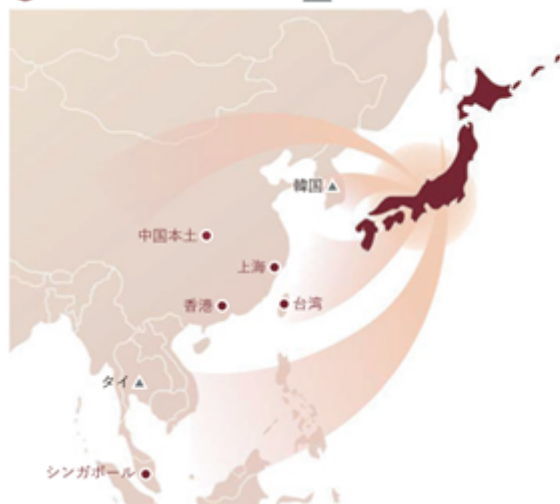 韓国
中国本土
上海
香港
台湾
タイ
シンガポール